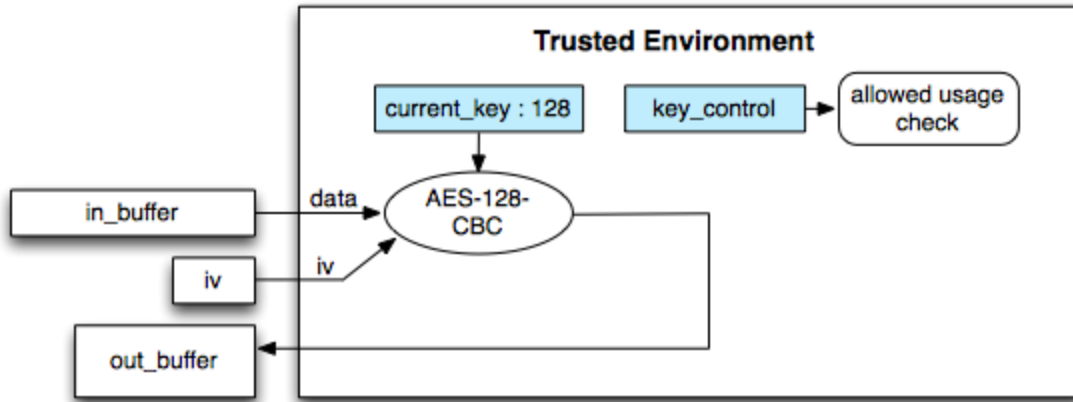 Trusted Environment
current_key : 128
key_control
allowed usage
check
in_buffer
data
AES-128-
CBC
iv
iv
out_buffer